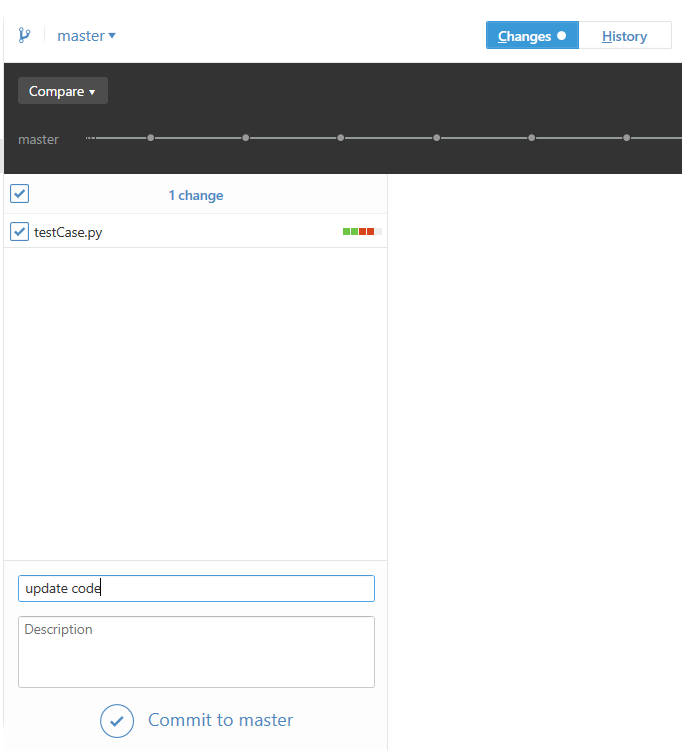 master
Changes
History
Compare
master
1 change
testCase.py
update code
Description
Commit to master